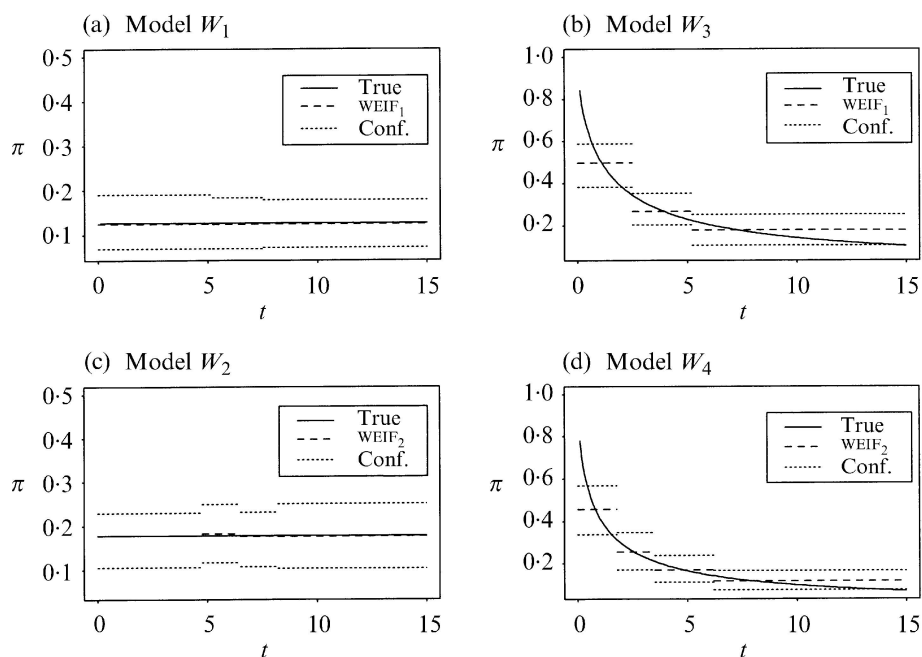 (a) Model W₁
0·5
0·4
0·3
π
0·2
0·1
True
WEIF₁
Conf.
0 5 10 15
t
(b) Model W₃
1·0
0·8
0·6
π
0·4
0·2
True
WEIF₁
Conf.
0 5 10 15
t
(c) Model W₂
0·5
0·4
0·3
π
0·2
0·1
True
WEIF₂
Conf.
0 5 10 15
t
(d) Model W₄
1·0
0·8
0·6
π
0·4
0·2
True
WEIF₂
Conf.
0 5 10 15
t